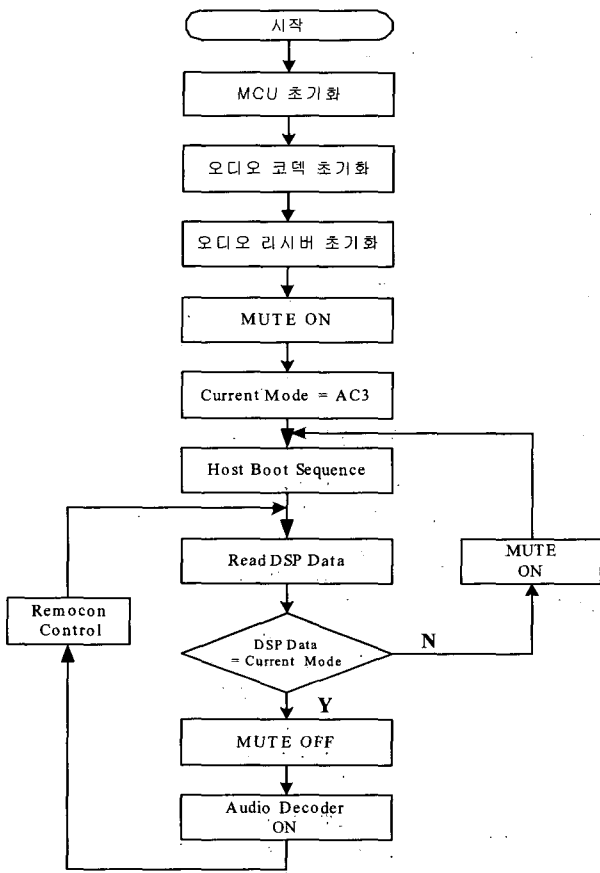 시작
MCU 초기화
오디오 코덱 초기화
오디오 리시버 초기화
MUTE ON
Current Mode = AC3
Host Boot Sequence
Read DSP Data
MUTE
ON
Remocon
Control
DSP Data
= Current Mode
N
Y
MUTE OFF
Audio Decoder
ON